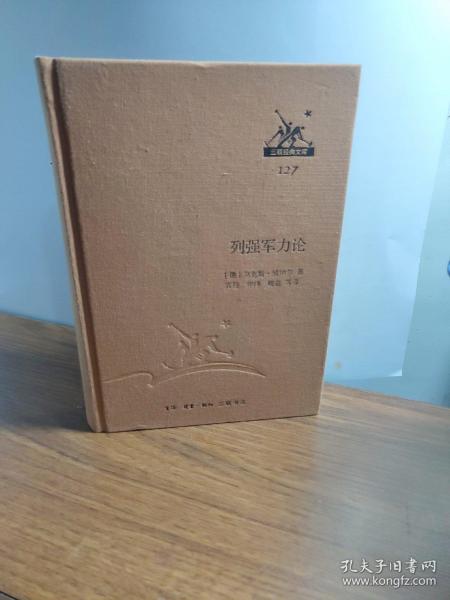 三联经典文库
127
列强军力论
生活·读书·新知 三联书店
孔夫子旧书网
www.kongfz.com